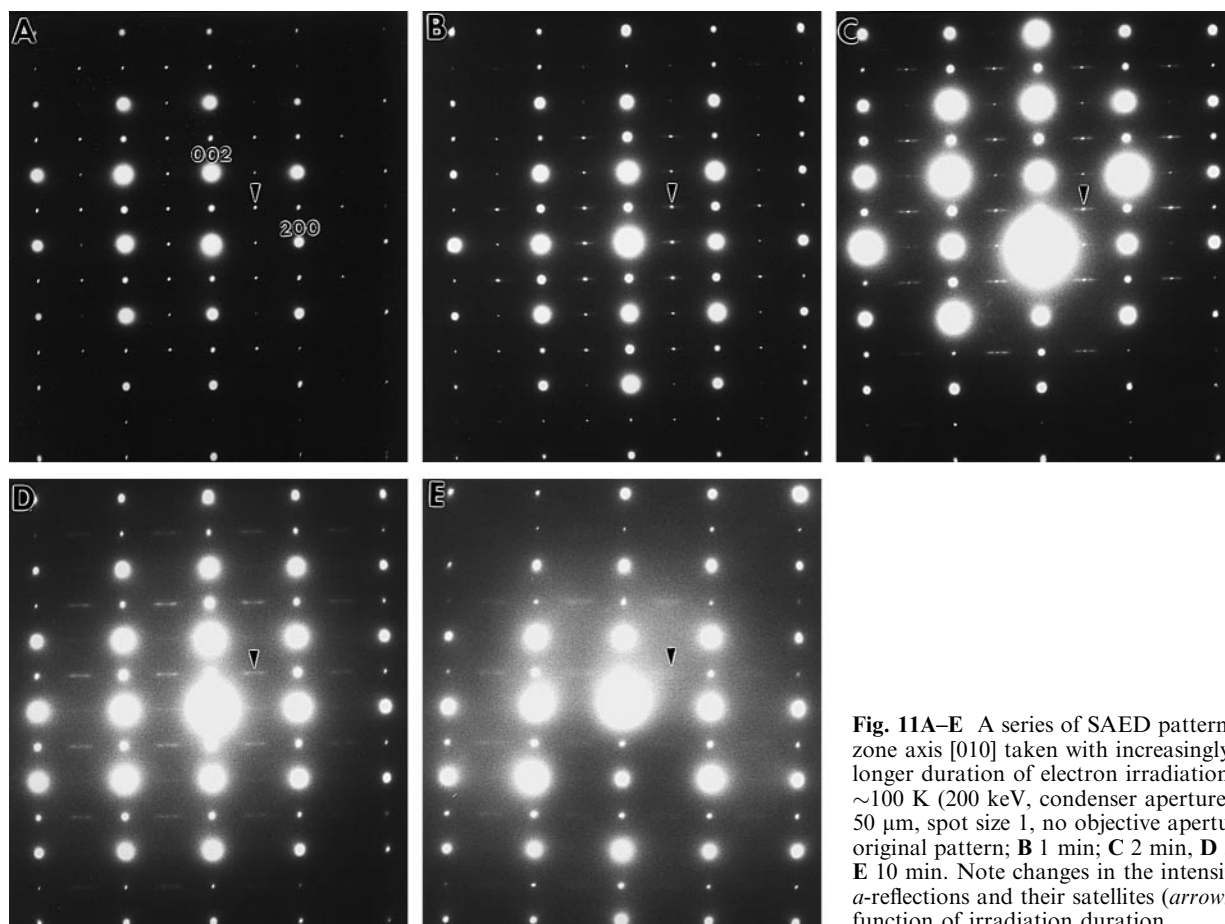 A
B
C
002
200
D
E
Fig. 11A–E A series of SAED pattern
zone axis [010] taken with increasingly
longer duration of electron irradiation
∼100 K (200 keV, condenser aperture
50 μm, spot size 1, no objective apertu
original pattern; B 1 min; C 2 min, D
E 10 min. Note changes in the intensi
a-reflections and their satellites (arrow
function of irradiation duration